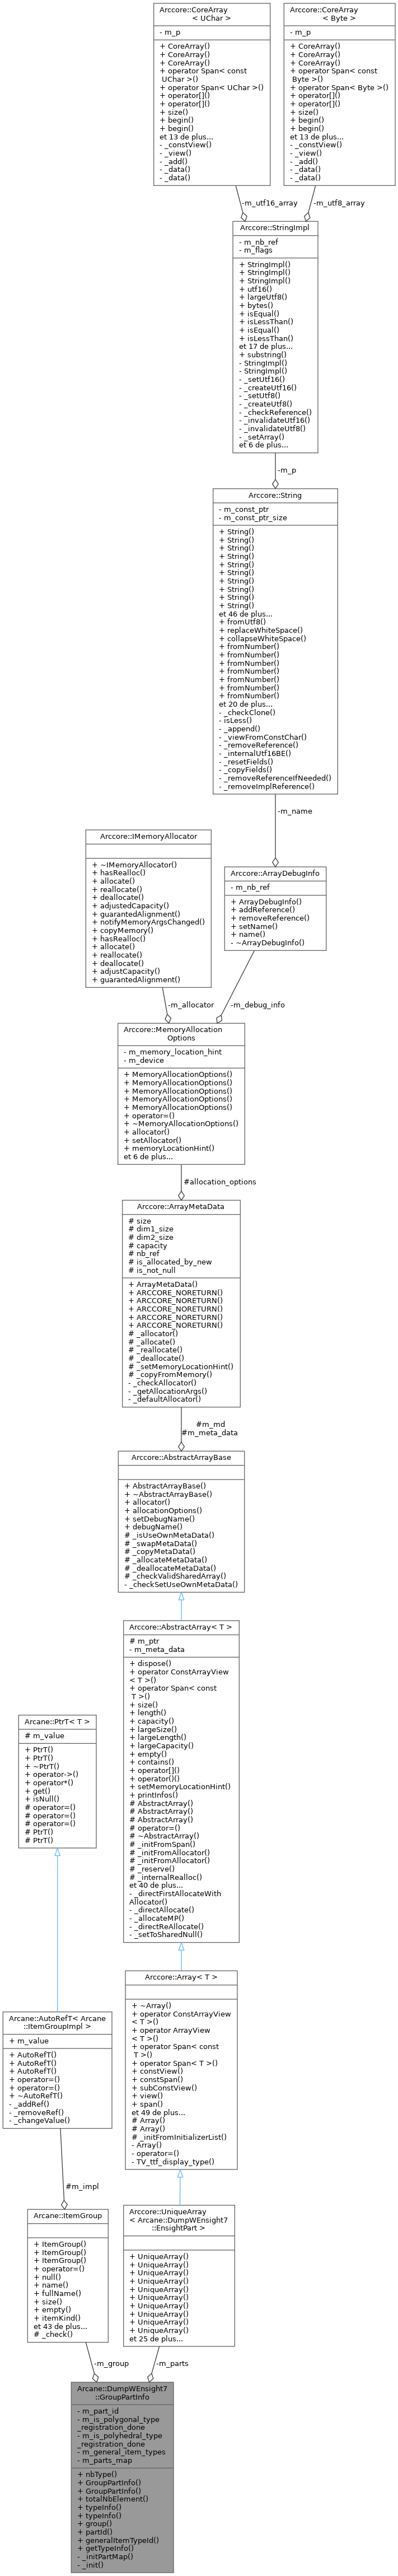 Arccore::CoreArray
< UChar >
- m_p
+ CoreArray()
+ CoreArray()
+ CoreArray()
+ operator Span< const
UChar >()
+ operator Span< UChar >()
+ operator[]()
+ operator[]()
+ size()
+ begin()
+ begin()
et 13 de plus...
- _constView()
- _view()
- _add()
- _data()
- _data()
Arccore::CoreArray
< Byte >
- m_p
+ CoreArray()
+ CoreArray()
+ CoreArray()
+ operator Span< const
Byte >()
+ operator Span< Byte >()
+ operator[]()
+ operator[]()
+ size()
+ begin()
+ begin()
et 13 de plus...
- _constView()
- _view()
- _add()
- _data()
- _data()
-m_utf16_array
-m_utf8_array
Arccore::StringImpl
- m_nb_ref
- m_flags
+ StringImpl()
+ StringImpl()
+ StringImpl()
+ utf16()
+ largeUtf8()
+ bytes()
+ isEqual()
+ isLessThan()
+ isEqual()
+ isLessThan()
et 17 de plus...
+ substring()
- StringImpl()
- StringImpl()
- _setUtf16()
- _createUtf16()
- _setUtf8()
- _createUtf8()
- _checkReference()
- _invalidateUtf16()
- _invalidateUtf8()
- _setArray()
et 6 de plus...
-m_p
Arccore::String
- m_const_ptr
- m_const_ptr_size
+ String()
+ String()
+ String()
+ String()
+ String()
+ String()
+ String()
+ String()
+ String()
+ String()
et 46 de plus...
+ fromUtf8()
+ replaceWhiteSpace()
+ collapseWhiteSpace()
+ fromNumber()
+ fromNumber()
+ fromNumber()
+ fromNumber()
+ fromNumber()
+ fromNumber()
+ fromNumber()
et 20 de plus...
- _checkClone()
- isLess()
- _append()
- _viewFromConstChar()
- _removeReference()
- _internalUtf16BE()
- _resetFields()
- _copyFields()
- _removeReferenceIfNeeded()
- _removeImplReference()
-m_name
Arccore::IMemoryAllocator
+ ~IMemoryAllocator()
+ hasRealloc()
+ allocate()
+ reallocate()
+ deallocate()
+ adjustedCapacity()
+ guarantedAlignment()
+ notifyMemoryArgsChanged()
+ copyMemory()
+ hasRealloc()
+ allocate()
+ reallocate()
+ deallocate()
+ adjustCapacity()
+ guarantedAlignment()
Arccore::ArrayDebugInfo
- m_nb_ref
+ ArrayDebugInfo()
+ addReference()
+ removeReference()
+ setName()
+ name()
- ~ArrayDebugInfo()
-m_allocator
-m_debug_info
Arccore::MemoryAllocation
Options
- m_memory_location_hint
- m_device
+ MemoryAllocationOptions()
+ MemoryAllocationOptions()
+ MemoryAllocationOptions()
+ MemoryAllocationOptions()
+ MemoryAllocationOptions()
+ operator=()
+ ~MemoryAllocationOptions()
+ allocator()
+ setAllocator()
+ memoryLocationHint()
et 6 de plus...
#allocation_options
Arccore::ArrayMetaData
# size
# dim1_size
# dim2_size
# capacity
# nb_ref
# is_allocated_by_new
# is_not_null
+ ArrayMetaData()
+ ARCCORE_NORETURN()
+ ARCCORE_NORETURN()
+ ARCCORE_NORETURN()
+ ARCCORE_NORETURN()
+ ARCCORE_NORETURN()
# _allocator()
# _allocate()
# _reallocate()
# _deallocate()
# _setMemoryLocationHint()
# _copyFromMemory()
- _checkAllocator()
- _getAllocationArgs()
- _defaultAllocator()
#m_md
#m_meta_data
Arccore::AbstractArrayBase
+ AbstractArrayBase()
+ ~AbstractArrayBase()
+ allocator()
+ allocationOptions()
+ setDebugName()
+ debugName()
# _isUseOwnMetaData()
# _swapMetaData()
# _copyMetaData()
# _allocateMetaData()
# _deallocateMetaData()
# _checkValidSharedArray()
- _checkSetUseOwnMetaData()
Arccore::AbstractArray< T >
# m_ptr
- m_meta_data
+ dispose()
+ operator ConstArrayView
< T >()
+ operator Span< const
T >()
+ size()
+ length()
+ capacity()
+ largeSize()
+ largeLength()
+ largeCapacity()
+ empty()
+ contains()
+ operator[]()
+ operator()()
+ setMemoryLocationHint()
+ printInfos()
# AbstractArray()
# AbstractArray()
# AbstractArray()
# operator=()
# ~AbstractArray()
# _initFromSpan()
# _initFromAllocator()
# _initFromAllocator()
# _reserve()
# _internalRealloc()
et 40 de plus...
- _directFirstAllocateWith
Allocator()
- _directAllocate()
- _allocateMP()
- _directReAllocate()
- _setToSharedNull()
Arcane::PtrT< T >
# m_value
+ PtrT()
+ PtrT()
+ ~PtrT()
+ operator->()
+ operator*()
+ get()
+ isNull()
# operator=()
# operator=()
# operator=()
# PtrT()
# PtrT()
Arccore::Array< T >
+ ~Array()
+ operator ConstArrayView
< T >()
+ operator ArrayView
< T >()
+ operator Span< const
T >()
+ operator Span< T >()
+ constView()
+ constSpan()
+ subConstView()
+ view()
+ span()
et 49 de plus...
# Array()
# Array()
# _initFromInitializerList()
- Array()
- operator=()
- TV_ttf_display_type()
Arcane::AutoRefT< Arcane
::ItemGroupImpl >
+ m_value
+ AutoRefT()
+ AutoRefT()
+ AutoRefT()
+ operator=()
+ operator=()
+ ~AutoRefT()
- _addRef()
- _removeRef()
- _changeValue()
#m_impl
Arcane::ItemGroup
+ ItemGroup()
+ ItemGroup()
+ ItemGroup()
+ operator=()
+ null()
+ name()
+ fullName()
+ size()
+ empty()
+ itemKind()
et 43 de plus...
# _check()
Arccore::UniqueArray
< Arcane::DumpWEnsight7
::EnsightPart >
+ UniqueArray()
+ UniqueArray()
+ UniqueArray()
+ UniqueArray()
+ UniqueArray()
+ UniqueArray()
+ UniqueArray()
+ UniqueArray()
+ UniqueArray()
+ UniqueArray()
et 25 de plus...
-m_group
-m_parts
Arcane::DumpWEnsight7
::GroupPartInfo
- m_part_id
- m_is_polygonal_type
_registration_done
- m_is_polyhedral_type
_registration_done
- m_general_item_types
- m_parts_map
+ nbType()
+ GroupPartInfo()
+ GroupPartInfo()
+ totalNbElement()
+ typeInfo()
+ typeInfo()
+ group()
+ partId()
+ generalItemTypeId()
+ getTypeInfo()
- _initPartMap()
- _init()